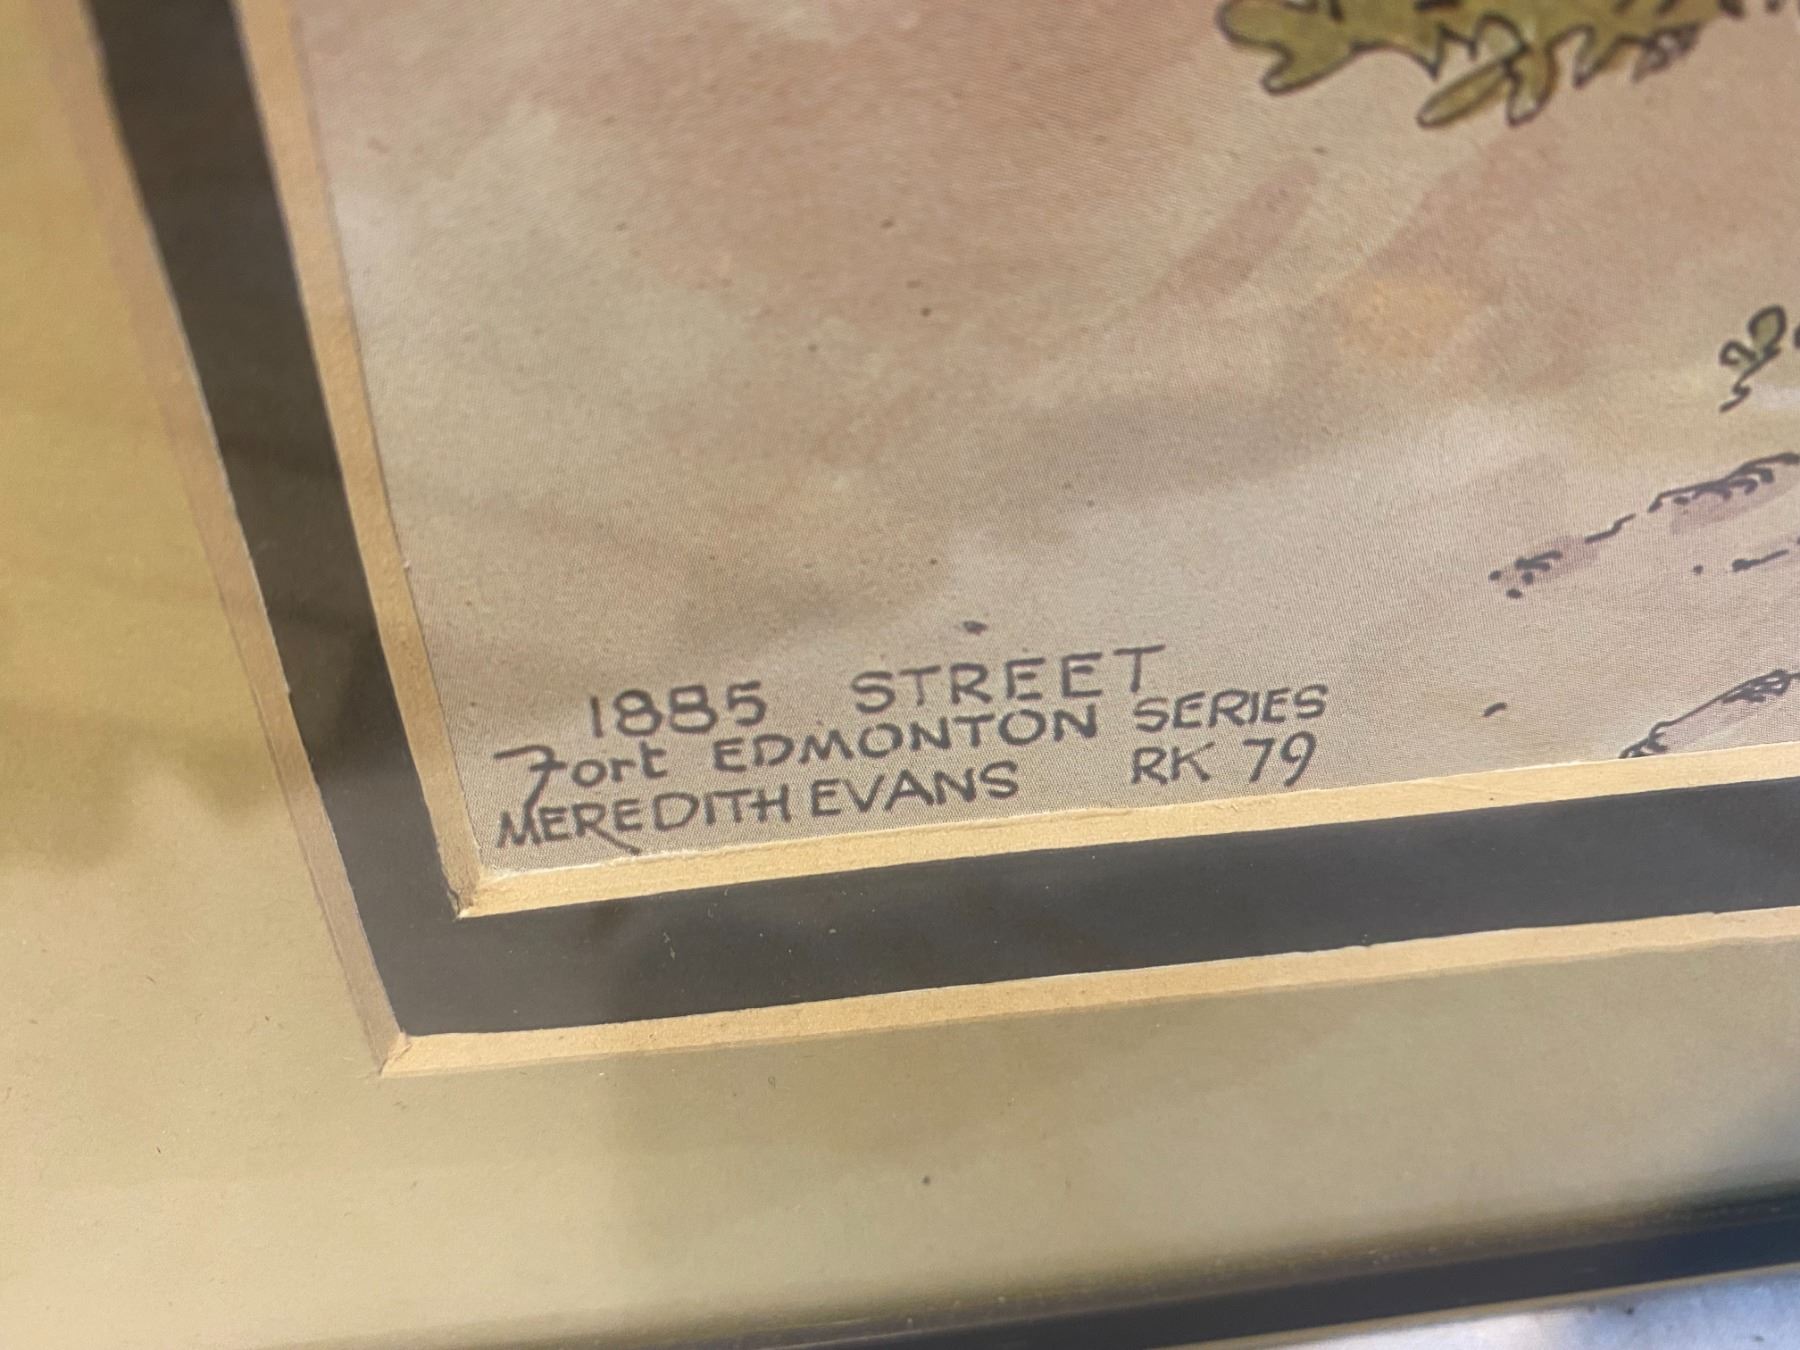 1885 STREET
Fort EDMONTON SERIES
MEREDITH EVANS RK 79